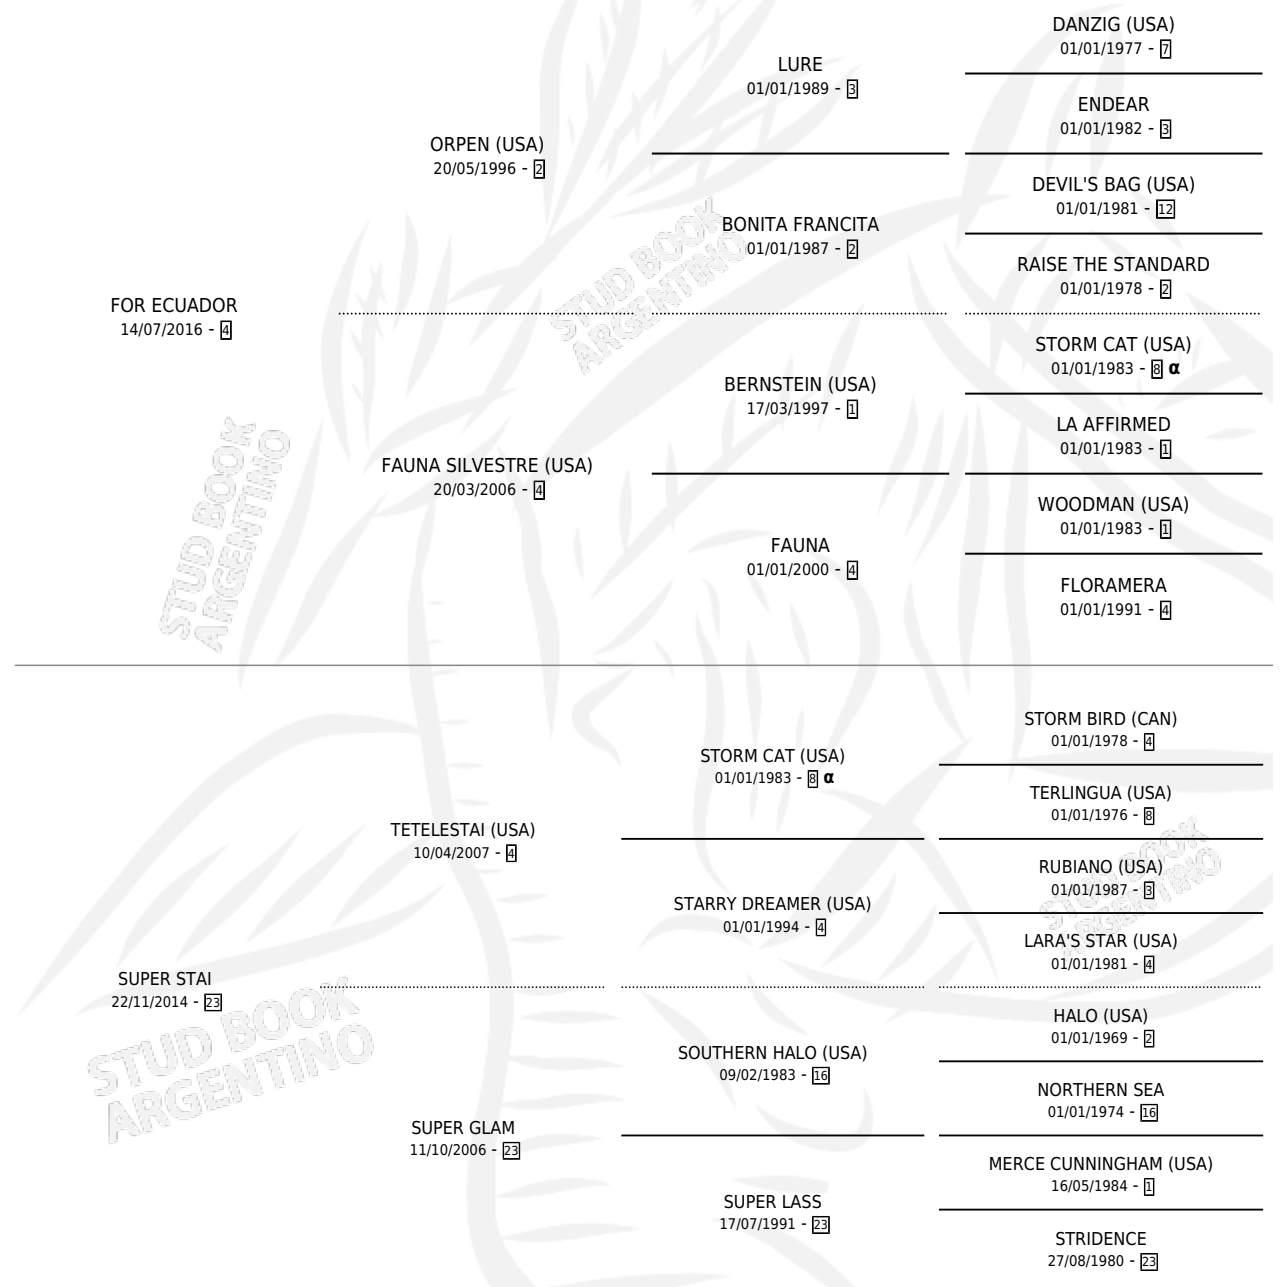 DANZIG (USA)
01/01/1977 - 7
LURE
01/01/1989 - 3
ENDEAR
01/01/1982 - 3
ORPEN (USA)
20/05/1996 - 2
DEVIL'S BAG (USA)
01/01/1981 - 12
BONITA FRANCITA
01/01/1987 - 2
RAISE THE STANDARD
01/01/1978 - 2
FOR ECUADOR
14/07/2016 - 4
STORM CAT (USA)
01/01/1983 - 8 α
BERNSTEIN (USA)
17/03/1997 - 1
LA AFFIRMED
01/01/1983 - 1
FAUNA SILVESTRE (USA)
20/03/2006 - 4
WOODMAN (USA)
01/01/1983 - 1
FAUNA
01/01/2000 - 4
FLORAMERA
01/01/1991 - 4
STORM BIRD (CAN)
01/01/1978 - 4
STORM CAT (USA)
01/01/1983 - 8 α
TERLINGUA (USA)
01/01/1976 - 8
TETELESTAI (USA)
10/04/2007 - 4
RUBIANO (USA)
01/01/1987 - 3
STARRY DREAMER (USA)
01/01/1994 - 4
LARA'S STAR (USA)
01/01/1981 - 4
SUPER STAI
22/11/2014 - 23
HALO (USA)
01/01/1969 - 2
SOUTHERN HALO (USA)
09/02/1983 - 16
NORTHERN SEA
01/01/1974 - 16
SUPER GLAM
11/10/2006 - 23
MERCE CUNNINGHAM (USA)
16/05/1984 - 1
SUPER LASS
17/07/1991 - 23
STRIDENCE
27/08/1980 - 23
STUD BOOK
ARGENTINO
STUD BOOK
ARGENTINO
STUD BOOK
ARGENTINO
STUD BOOK
ARGENTINO